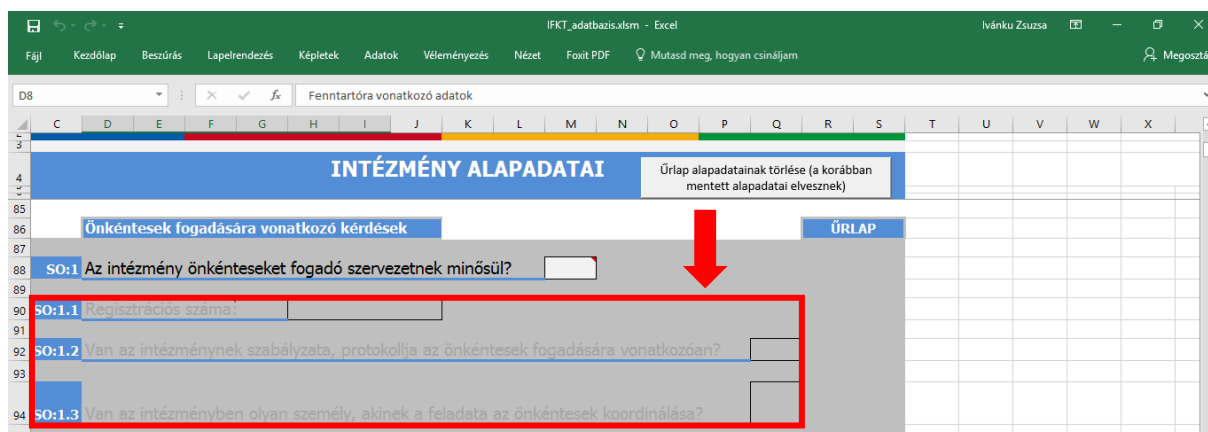 IFKT_adatbazis.xlsm - Excel
Ivánku Zsuzsa
Fájl Kezdőlap Beszúrás Lapelrendezés Képletek Adatok Véleményezés Nézet Foxit PDF Mutasd meg, hogyan csináljam Megosztá
D8 fx Fenntartóra vonatkozó adatok
C D E F G H I J K L M N O P Q R S T U V W X
3
4 INTÉZMÉNY ALAPADATAI
Űrlap alapadatainak törlése (a korábban
mentett alapadatai elvesznek)
85
86 Önkéntesek fogadására vonatkozó kérdések ŰRLAP
87
88 SO:1 Az intézmény önkénteseket fogadó szervezetnek minősül?
89
90 SO:1.1 Regisztrációs száma:
91
92 SO:1.2 Van az intézménynek szabályzata, protokollja az önkéntesek fogadására vonatkozóan?
93
94 SO:1.3 Van az intézményben olyan személy, akinek a feladata az önkéntesek koordinálása?